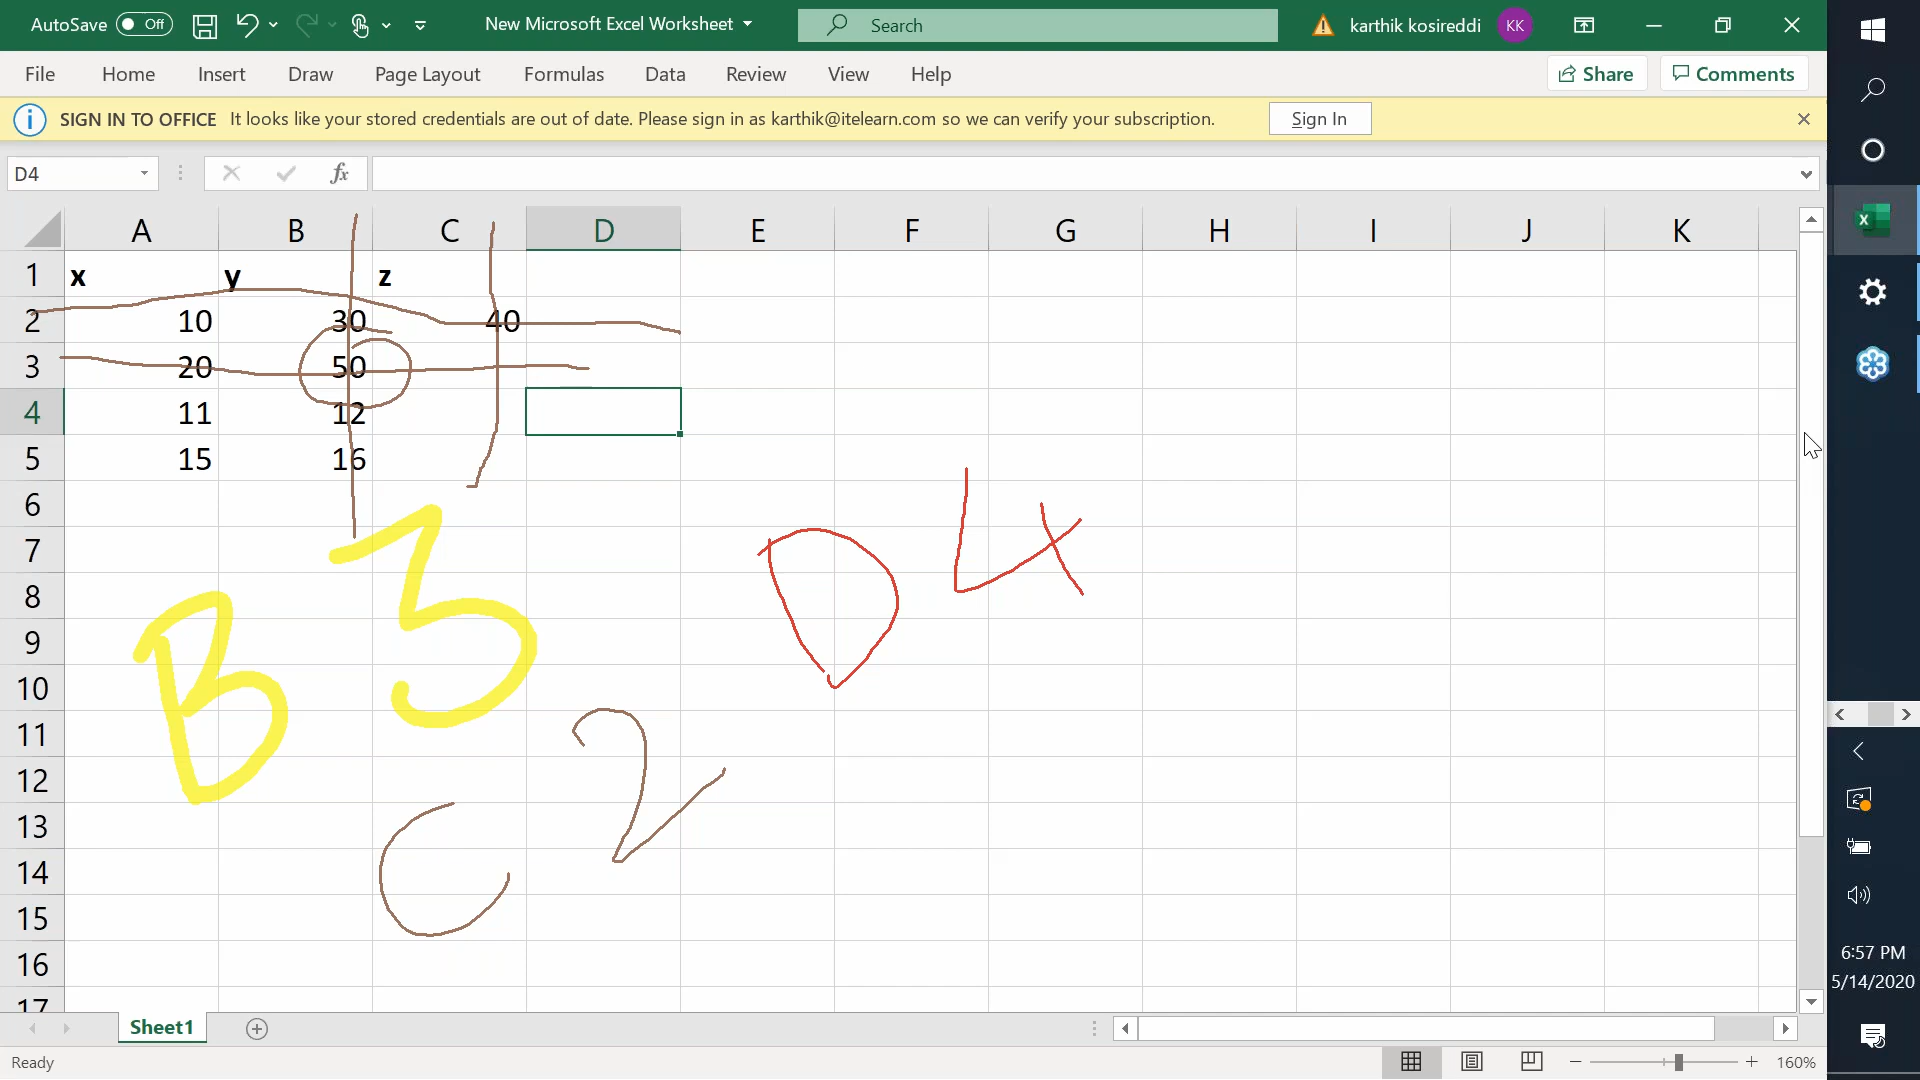 AutoSave Off New Microsoft Excel Worksheet Search karthik kosireddi KK
File Home Insert Draw Page Layout Formulas Data Review View Help Share Comments
SIGN IN TO OFFICE It looks like your stored credentials are out of date. Please sign in as karthik@itelearn.com so we can verify your subscription. Sign In
D4 fx
A B C D E F G H I J K
1 x y z
2 10 30 40
3 20 50
4 11 12
5 15 16
6
7
8
9
10
11
12
13
14
15
16
17
B 3
D 4
C 2
Sheet1
Ready 160%
6:57 PM
5/14/2020